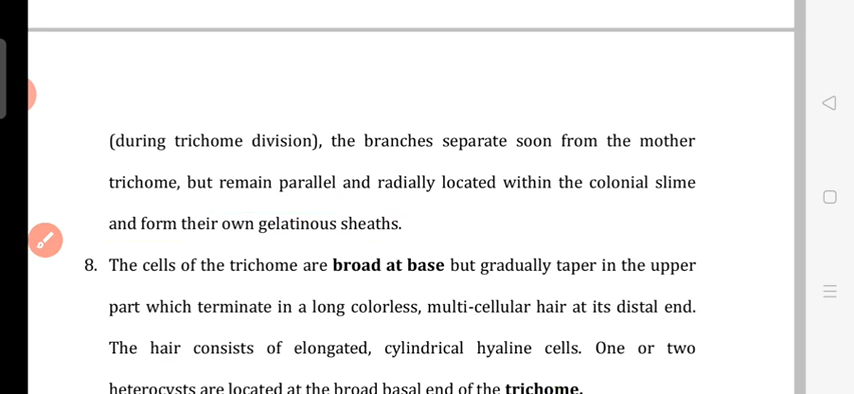 (during trichome division), the branches separate soon from the mother
trichome, but remain parallel and radially located within the colonial slime
and form their own gelatinous sheaths.
8. The cells of the trichome are broad at base but gradually taper in the upper
part which terminate in a long colorless, multi-cellular hair at its distal end.
The hair consists of elongated, cylindrical hyaline cells. One or two
heterocysts are located at the broad basal end of the trichome.